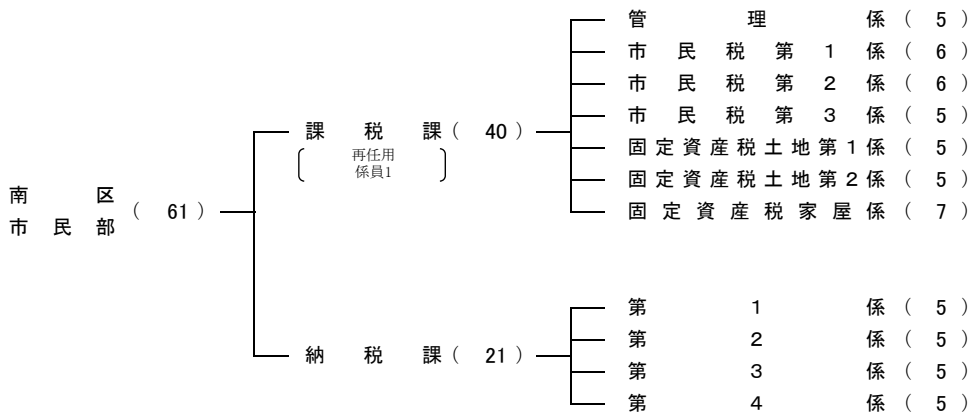 南区市民部（61）
課税課（40）
再任用
係員1
管理係（5）
市民税第１係（6）
市民税第２係（6）
市民税第３係（5）
固定資産税土地第１係（5）
固定資産税土地第２係（5）
固定資産税家屋係（7）
納税課（21）
第１係（5）
第２係（5）
第３係（5）
第４係（5）